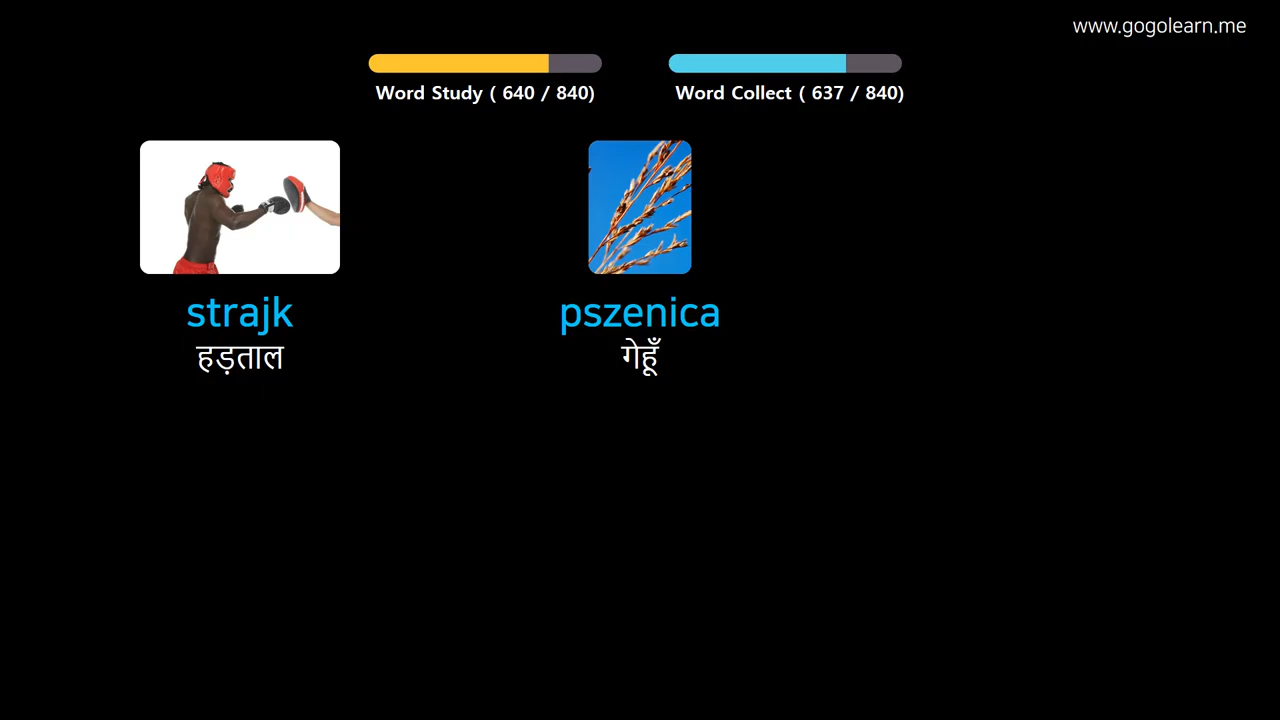 www.gogolearn.me
Word Study ( 640 / 840)
Word Collect ( 637 / 840)
strajk
हड़ताल
pszenica
गेहूँ